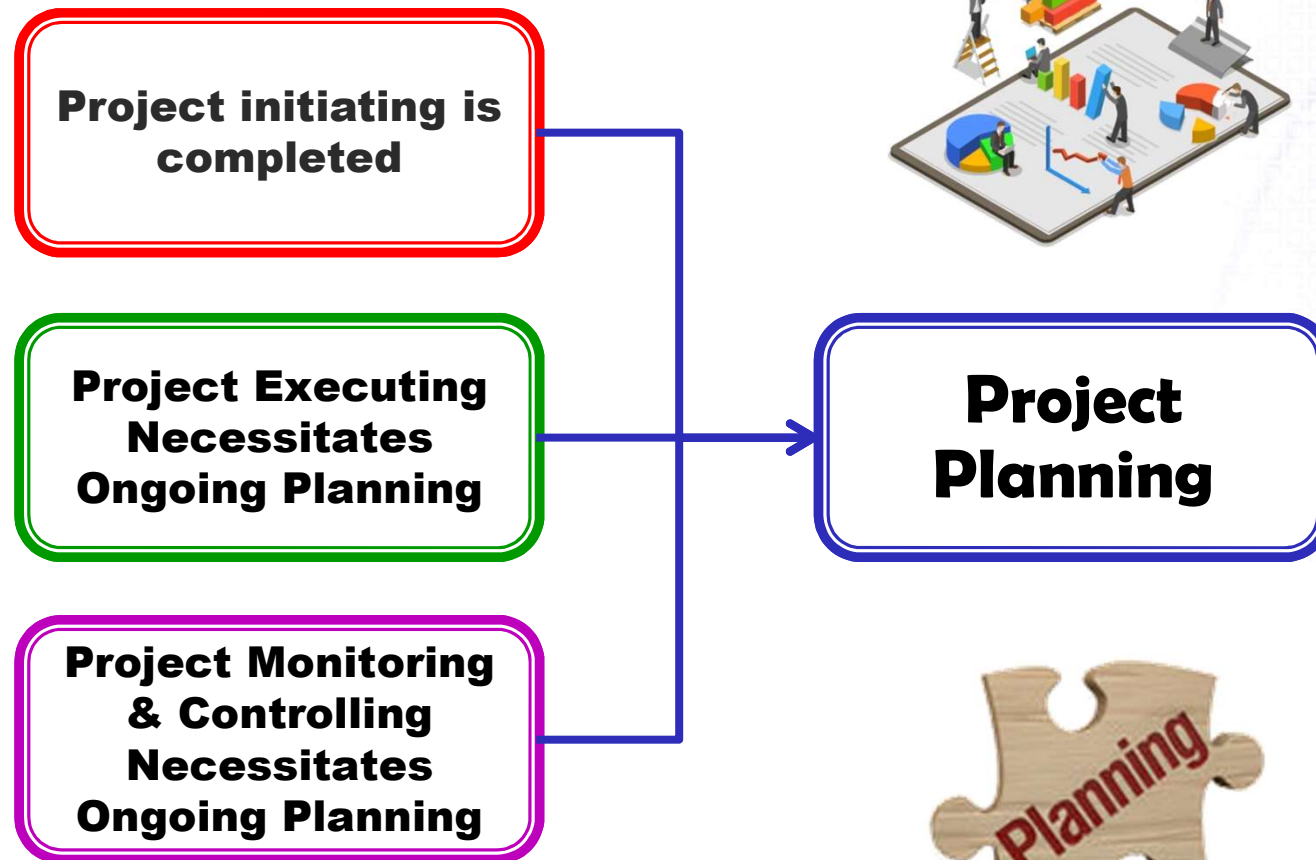 Project initiating is
completed
Project Executing
Necessitates
Ongoing Planning
Project
Planning
Project Monitoring
& Controlling
Necessitates
Ongoing Planning
Planning